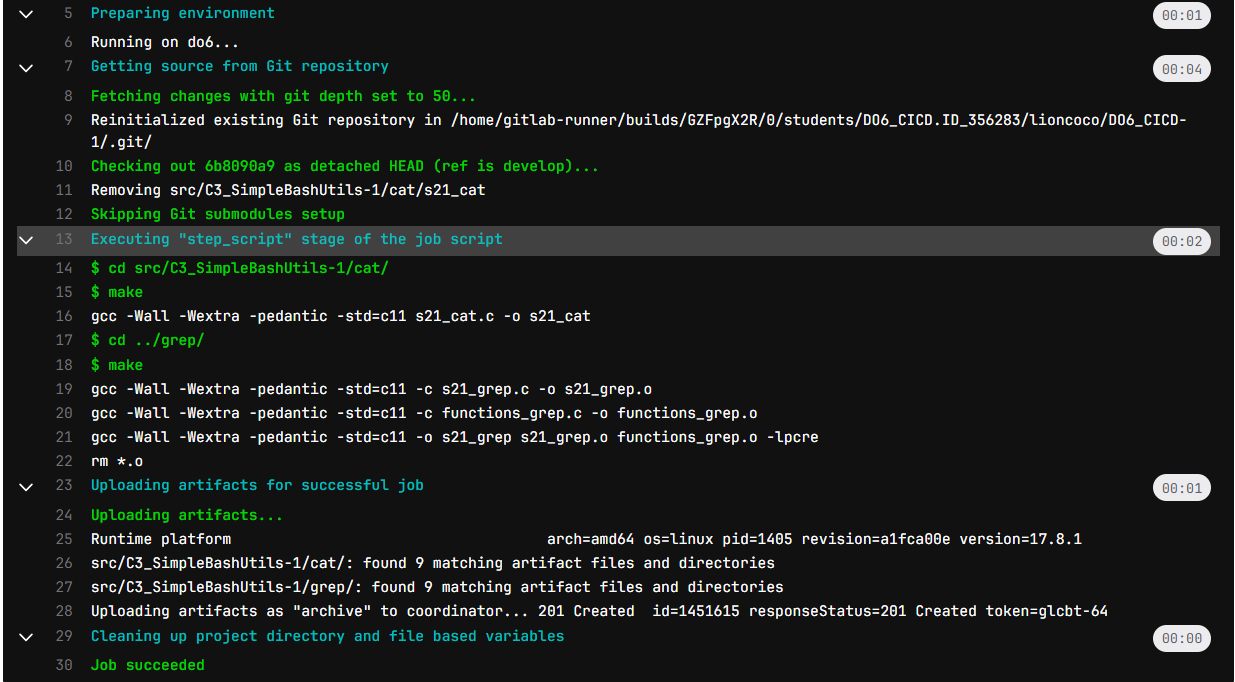 5 Preparing environment 00:01
6 Running on do6...
7 Getting source from Git repository 00:04
8 Fetching changes with git depth set to 50...
9 Reinitialized existing Git repository in /home/gitlab-runner/builds/GZFpgX2R/0/students/DO6_CICD.ID_356283/lioncoco/DO6_CICD-
1/.git/
10 Checking out 6b8090a9 as detached HEAD (ref is develop)...
11 Removing src/C3_SimpleBashUtils-1/cat/s21_cat
12 Skipping Git submodules setup
13 Executing "step_script" stage of the job script 00:02
14 $ cd src/C3_SimpleBashUtils-1/cat/
15 $ make
16 gcc -Wall -Wextra -pedantic -std=c11 s21_cat.c -o s21_cat
17 $ cd ../grep/
18 $ make
19 gcc -Wall -Wextra -pedantic -std=c11 -c s21_grep.c -o s21_grep.o
20 gcc -Wall -Wextra -pedantic -std=c11 -c functions_grep.c -o functions_grep.o
21 gcc -Wall -Wextra -pedantic -std=c11 -o s21_grep s21_grep.o functions_grep.o -lpcre
22 rm *.o
23 Uploading artifacts for successful job 00:01
24 Uploading artifacts...
25 Runtime platform arch=amd64 os=linux pid=1405 revision=a1fca00e version=17.8.1
26 src/C3_SimpleBashUtils-1/cat/: found 9 matching artifact files and directories
27 src/C3_SimpleBashUtils-1/grep/: found 9 matching artifact files and directories
28 Uploading artifacts as "archive" to coordinator... 201 Created id=1451615 responseStatus=201 Created token=glcbt-64
29 Cleaning up project directory and file based variables 00:00
30 Job succeeded